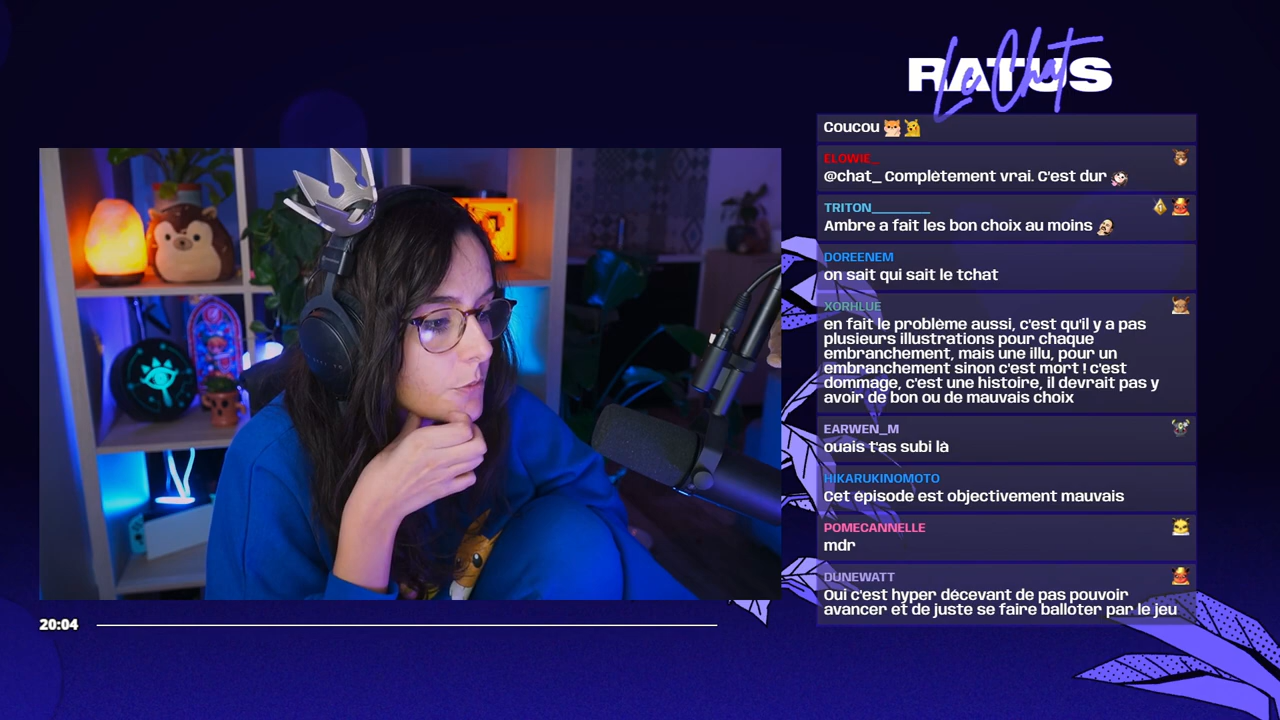 RATUS
Le Chat
Coucou
ELOWIE_
@chat_ Complètement vrai. C'est dur
TRITON________
Ambre a fait les bon choix au moins
DOREENEM
on sait qui sait le tchat
XORHLUE
en fait le problème aussi, c'est qu'il y a pas
plusieurs illustrations pour chaque
embranchement, mais une illu, pour un
embranchement sinon c'est mort ! c'est
dommage, c'est une histoire, il devrait pas y
avoir de bon ou de mauvais choix
EARWEN_M
ouais t'as subi là
HIKARUKINOMOTO
Cet épisode est objectivement mauvais
POMECANNELLE
mdr
DUNEWATT
Oui c'est hyper décevant de pas pouvoir
avancer et de juste se faire balloter par le jeu
20:04